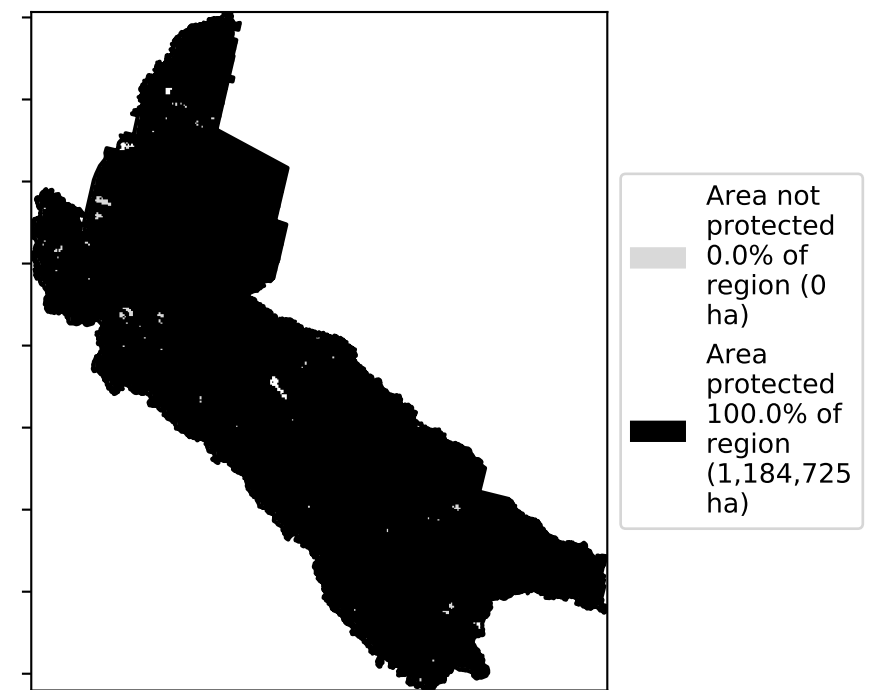 Area not
protected
0.0% of
region (0
ha)
Area
protected
100.0% of
region
(1,184,725
ha)